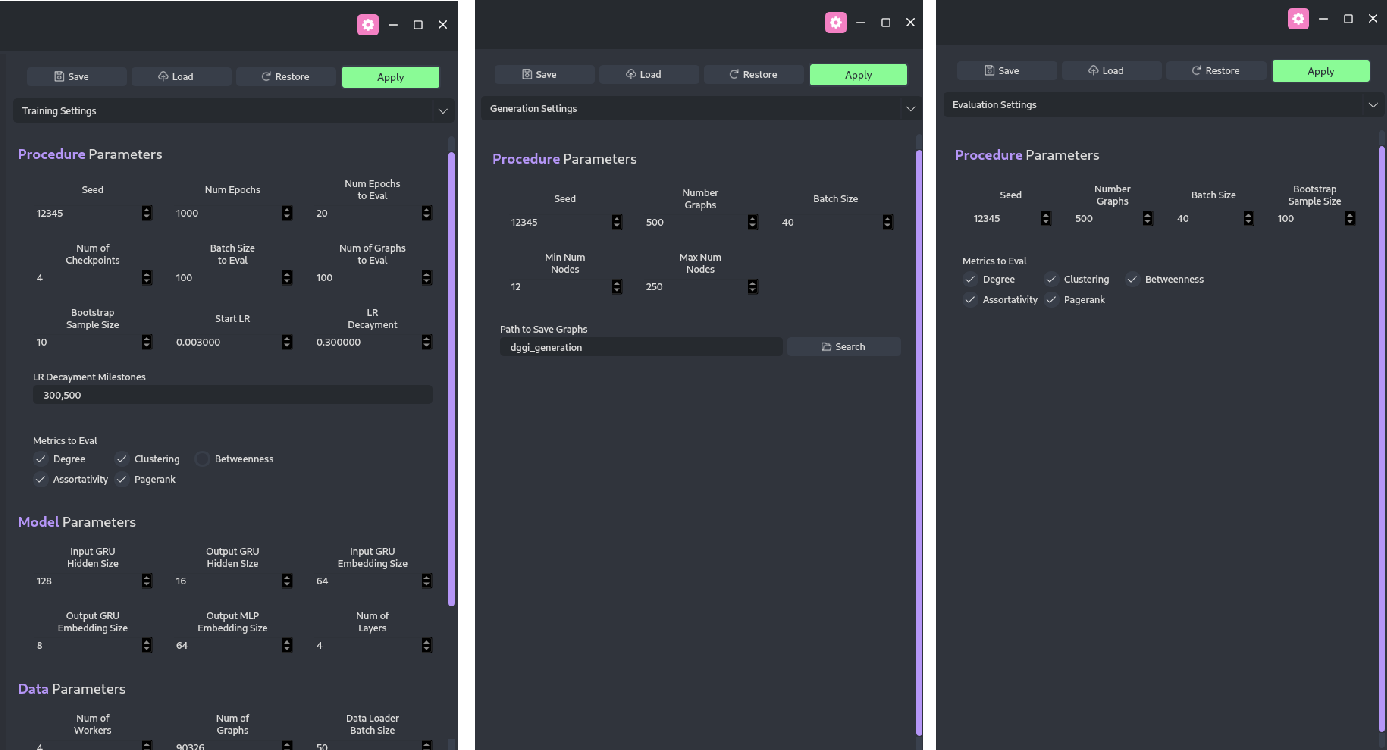 Save Load Restore Apply
Training Settings
Procedure Parameters
Seed
Num Epochs
Num Epochs
to Eval
12345
1000
20
Num of
Checkpoints
Batch Size
to Eval
Num of Graphs
to Eval
4
100
100
Bootstrap
Sample Size
Start LR
LR
Decayment
10
0.003000
0.300000
LR Decayment Milestones
300,500
Metrics to Eval
Degree Clustering Betweenness
Assortativity Pagerank
Model Parameters
Input GRU
Hidden Size
Output GRU
Hidden SIze
Input GRU
Embedding Size
128
16
64
Output GRU
Embedding Size
Output MLP
Embedding Size
Num of
Layers
8
64
4
Data Parameters
Num of
Workers
Num of
Graphs
Data Loader
Batch Size
4
90326
50
Save Load Restore Apply
Generation Settings
Procedure Parameters
Seed
Number
Graphs
Batch Size
12345
500
40
Min Num
Nodes
Max Num
Nodes
12
250
Path to Save Graphs
dggi_generation
Search
Save Load Restore Apply
Evaluation Settings
Procedure Parameters
Seed
Number
Graphs
Batch Size
Bootstrap
Sample Size
12345
500
40
100
Metrics to Eval
Degree Clustering Betweenness
Assortativity Pagerank